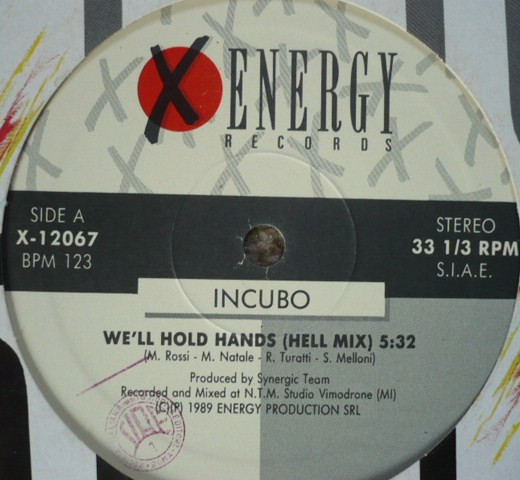 X ENERGY
RECORDS
SIDE A
X-12067
BPM 123
STEREO
33 1/3 RPM
S.I.A.E.
INCUBO
WE'LL HOLD HANDS (HELL MIX) 5:32
(M. Rossi - M. Natale - R. Turatti - S. Melloni)
Produced by Synergic Team
Recorded and Mixed at N.T.M. Studio Vimodrone (MI)
(C)(P) 1989 ENERGY PRODUCTION SRL